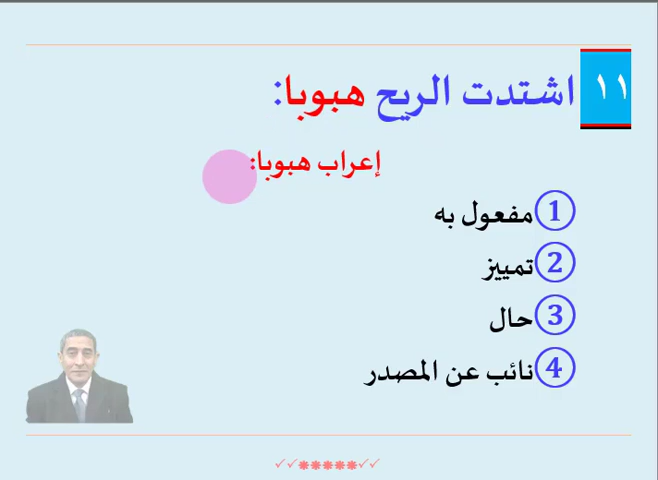 ١١
اشتدت الريح هبوبا:
إعراب هبوبا:
1 مفعول به
2 تمييز
3 حال
4 نائب عن المصدر